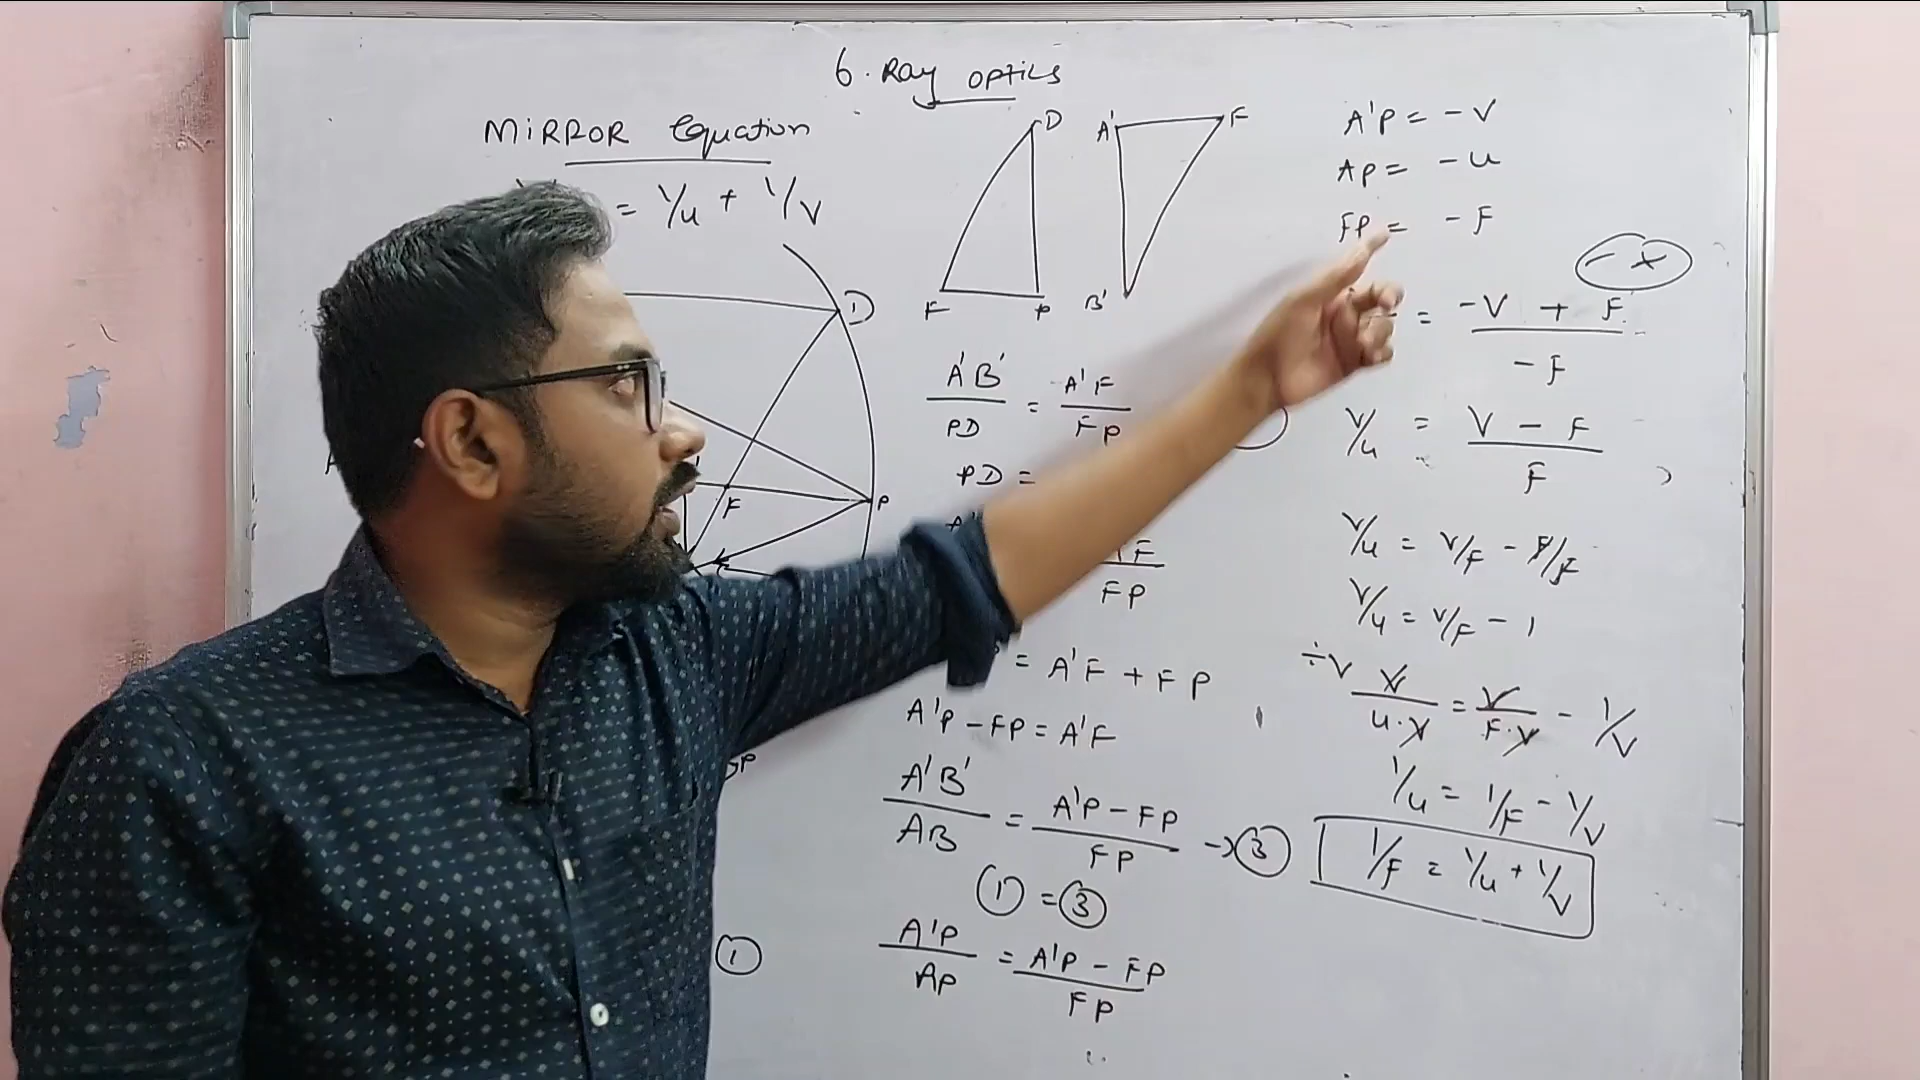 6. Ray optics
MIRROR Equation
= 1/u + 1/v
D
F
P
D
F
P
A'
F
B'
A'B'/PD = A'F/FP
PD =
F/FP
= A'F + FP
A'P - FP = A'F
A'B'/AB = A'P - FP/FP → 3
1 = 3
1
A'P/AP = A'P - FP/FP
A'P = - v
AP = - u
FP = - F
- x
= -v + F/-F
v/u = v - F/F
v/u = v/F - F/F
v/u = v/F - 1
÷v v/u·v = v/F·v - 1/v
1/u = 1/F - 1/v
1/F = 1/u + 1/v